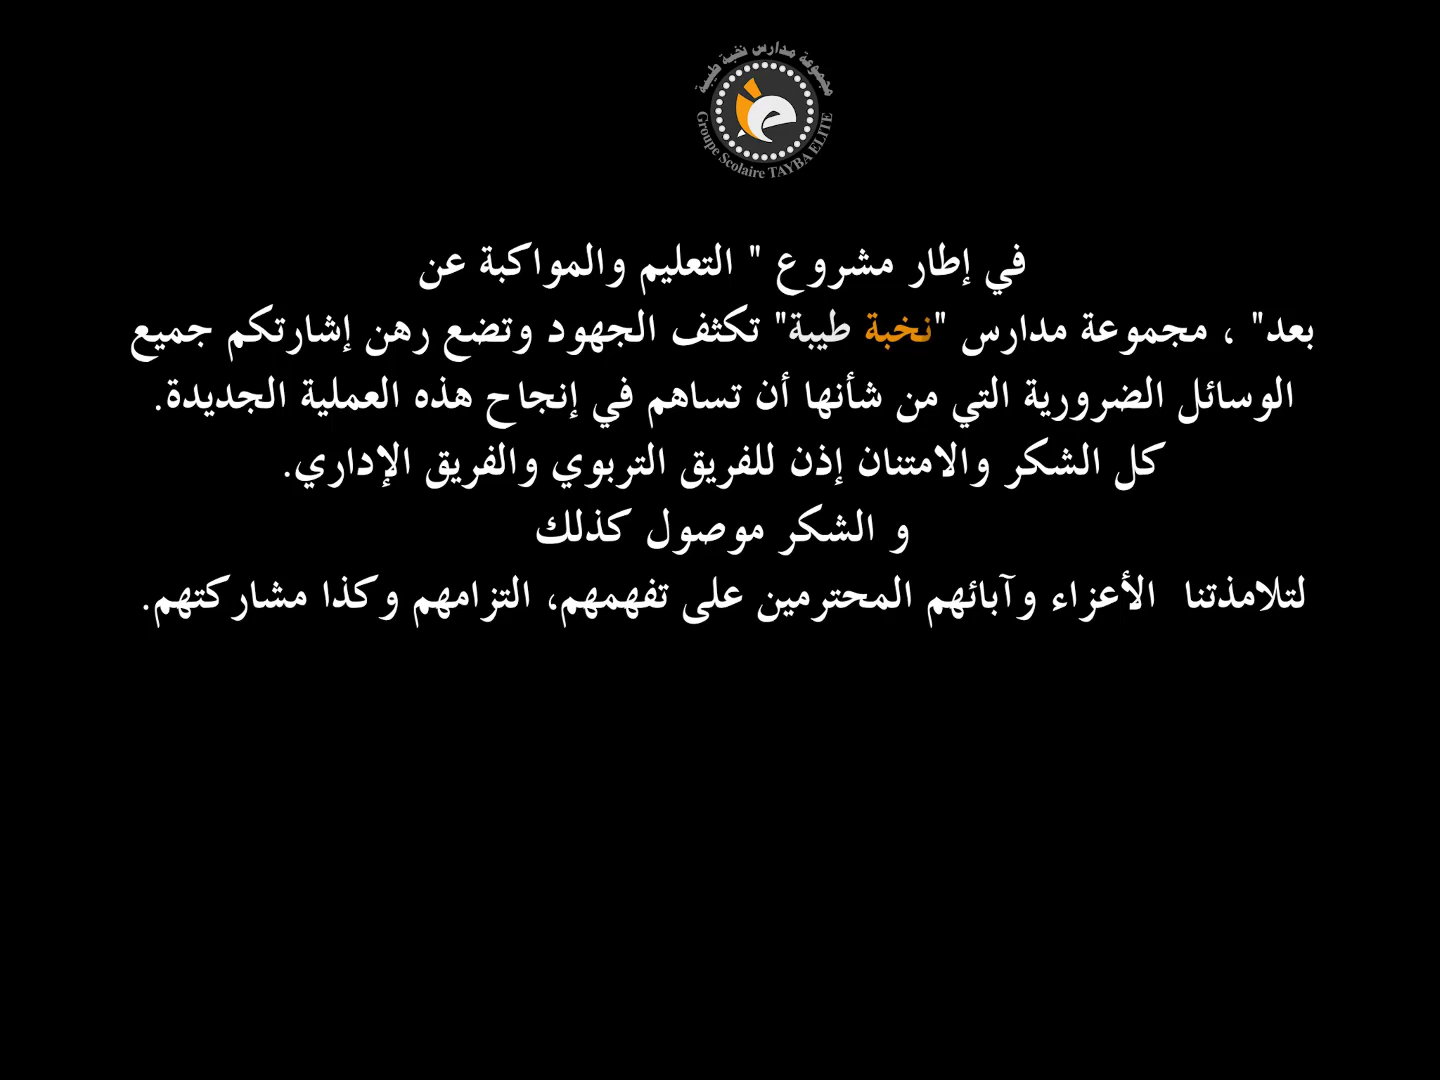 مجموعة مدارس نخبة طيبة
Groupe Scolaire TAYBA ELITE
في إطار مشروع " التعليم والمواكبة عن
بعد" ، مجموعة مدارس "نخبة طيبة" تكثف الجهود وتضع رهن إشارتكم جميع
الوسائل الضرورية التي من شأنها أن تساهم في إنجاح هذه العملية الجديدة.
كل الشكر والامتنان إذن للفريق التربوي والفريق الإداري.
و الشكر موصول كذلك
لتلامذتنا الأعزاء وآبائهم المحترمين على تفهمهم، التزامهم وكذا مشاركتهم.